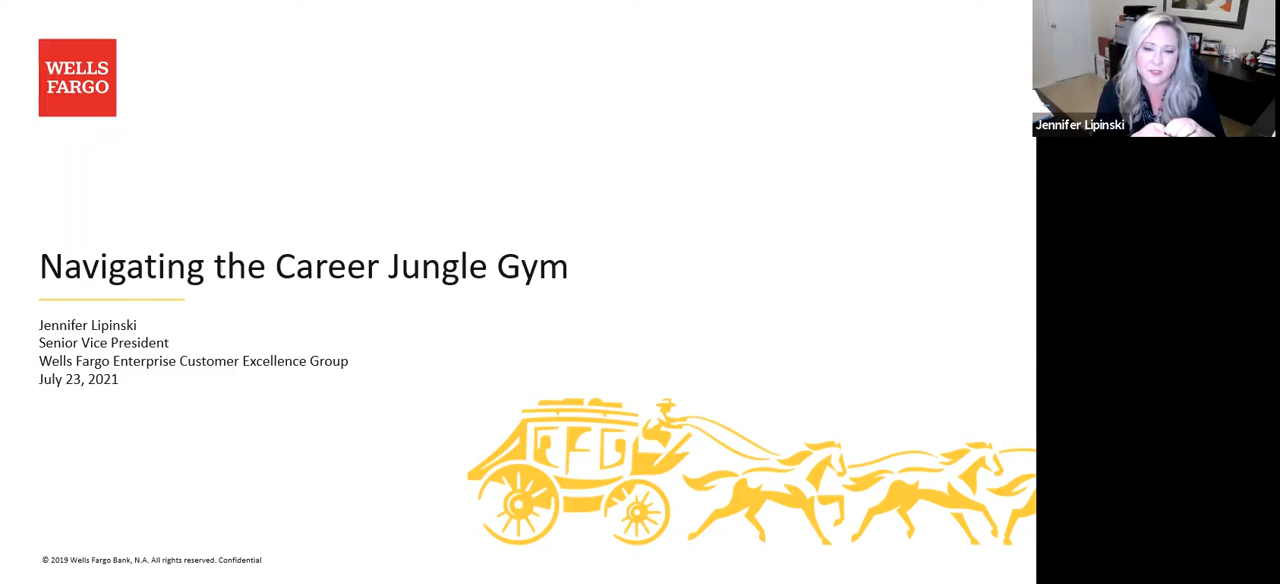 WELLS
FARGO
Jennifer Lipinski
Navigating the Career Jungle Gym
Jennifer Lipinski
Senior Vice President
Wells Fargo Enterprise Customer Excellence Group
July 23, 2021
© 2019 Wells Fargo Bank, N.A. All rights reserved. Confidential